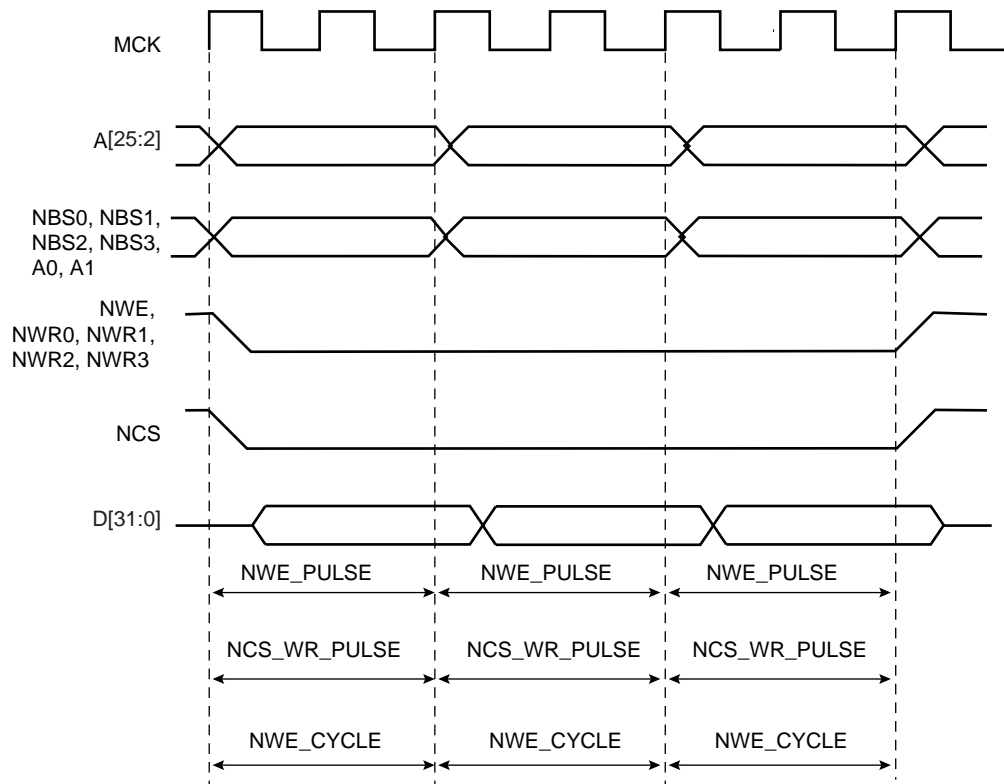 MCK
A[25:2]
NBS0, NBS1,
NBS2, NBS3,
A0, A1
NWE,
NWR0, NWR1,
NWR2, NWR3
NCS
D[31:0]
NWE_PULSE NWE_PULSE NWE_PULSE
NCS_WR_PULSE NCS_WR_PULSE NCS_WR_PULSE
NWE_CYCLE NWE_CYCLE NWE_CYCLE